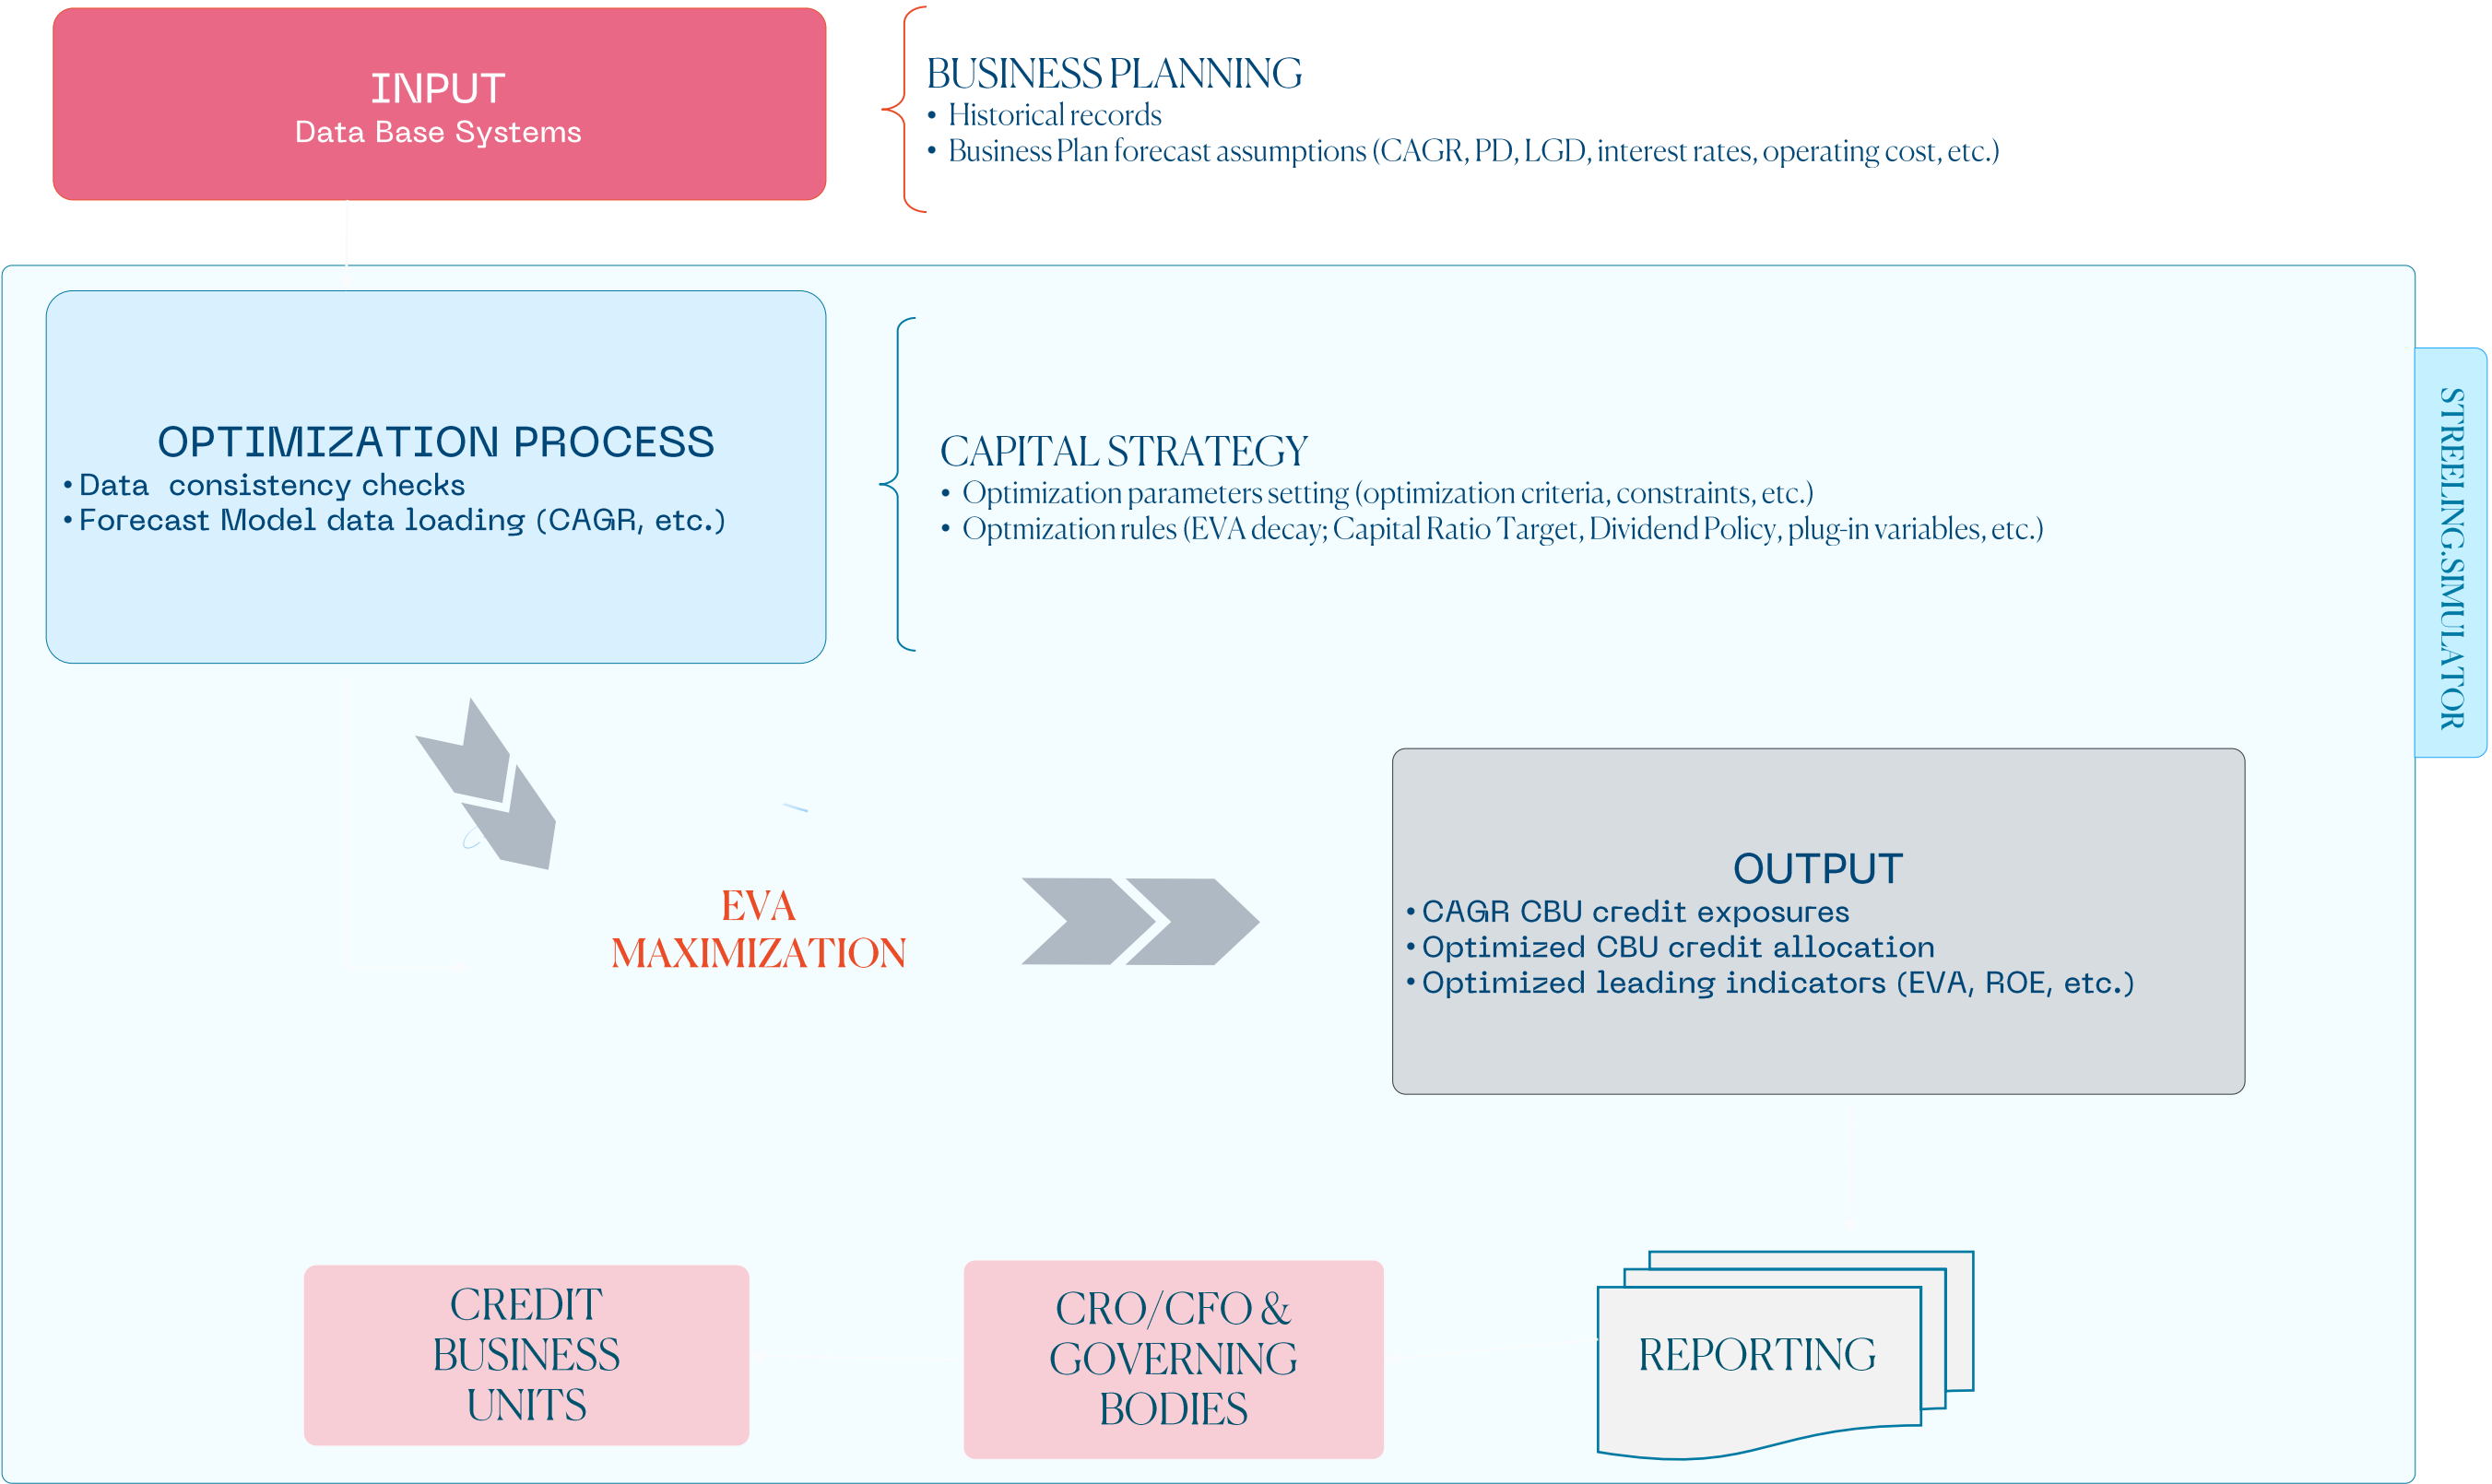 INPUT
Data Base Systems
BUSINESS PLANNING
• Historical records
• Business Plan forecast assumptions (CAGR, PD, LGD, interest rates, operating cost, etc.)
OPTIMIZATION PROCESS
• Data consistency checks
• Forecast Model data loading (CAGR, etc.)
CAPITAL STRATEGY
• Optimization parameters setting (optimization criteria, constraints, etc.)
• Optmization rules (EVA decay; Capital Ratio Target, Dividend Policy, plug-in variables, etc.)
STREELING.SIMULATOR
EVA
MAXIMIZATION
OUTPUT
• CAGR CBU credit exposures
• Optimized CBU credit allocation
• Optimized leading indicators (EVA, ROE, etc.)
CREDIT
BUSINESS
UNITS
CRO/CFO &
GOVERNING
BODIES
REPORTING